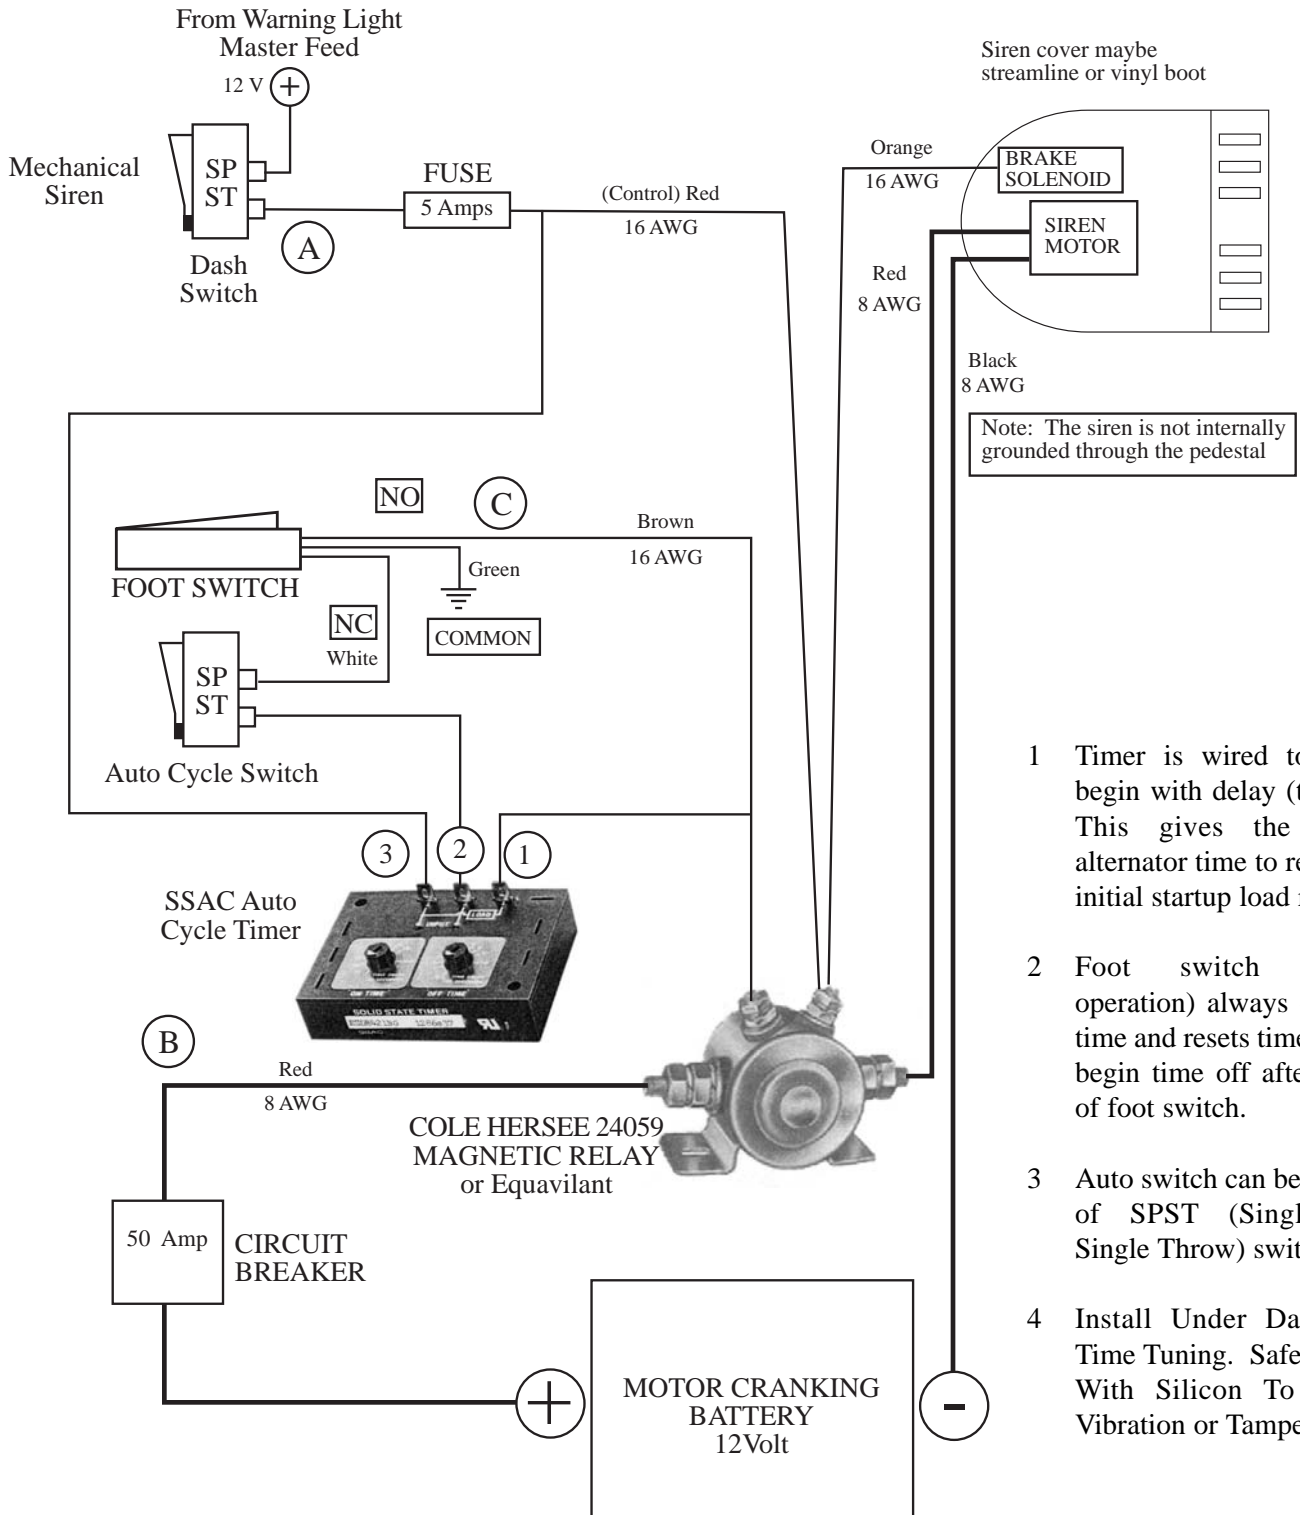 From Warning Light
Master Feed
12 V +
Mechanical
Siren
SP
ST
Dash
Switch
A
FUSE
5 Amps
(Control) Red
16 AWG
Siren cover maybe
streamline or vinyl boot
Orange
16 AWG
BRAKE
SOLENOID
SIREN
MOTOR
Red
8 AWG
Black
8 AWG
Note: The siren is not internally
grounded through the pedestal
NO
C
Brown
16 AWG
FOOT SWITCH
Green
COMMON
NC
White
SP
ST
Auto Cycle Switch
3
2
1
SSAC Auto
Cycle Timer
INPUT
LOAD
ON TIME
OFF TIME
SOLID STATE TIMER
B
Red
8 AWG
COLE HERSEE 24059
MAGNETIC RELAY
or Equavilant
50 Amp
CIRCUIT
BREAKER
+
MOTOR CRANKING
BATTERY
12Volt
-
1 Timer is wired to
begin with delay (t
This gives the
alternator time to re
initial startup load
2 Foot switch
operation) always
time and resets time
begin time off afte
of foot switch.
3 Auto switch can be
of SPST (Singl
Single Throw) swit
4 Install Under Da
Time Tuning. Safe
With Silicon To
Vibration or Tampe